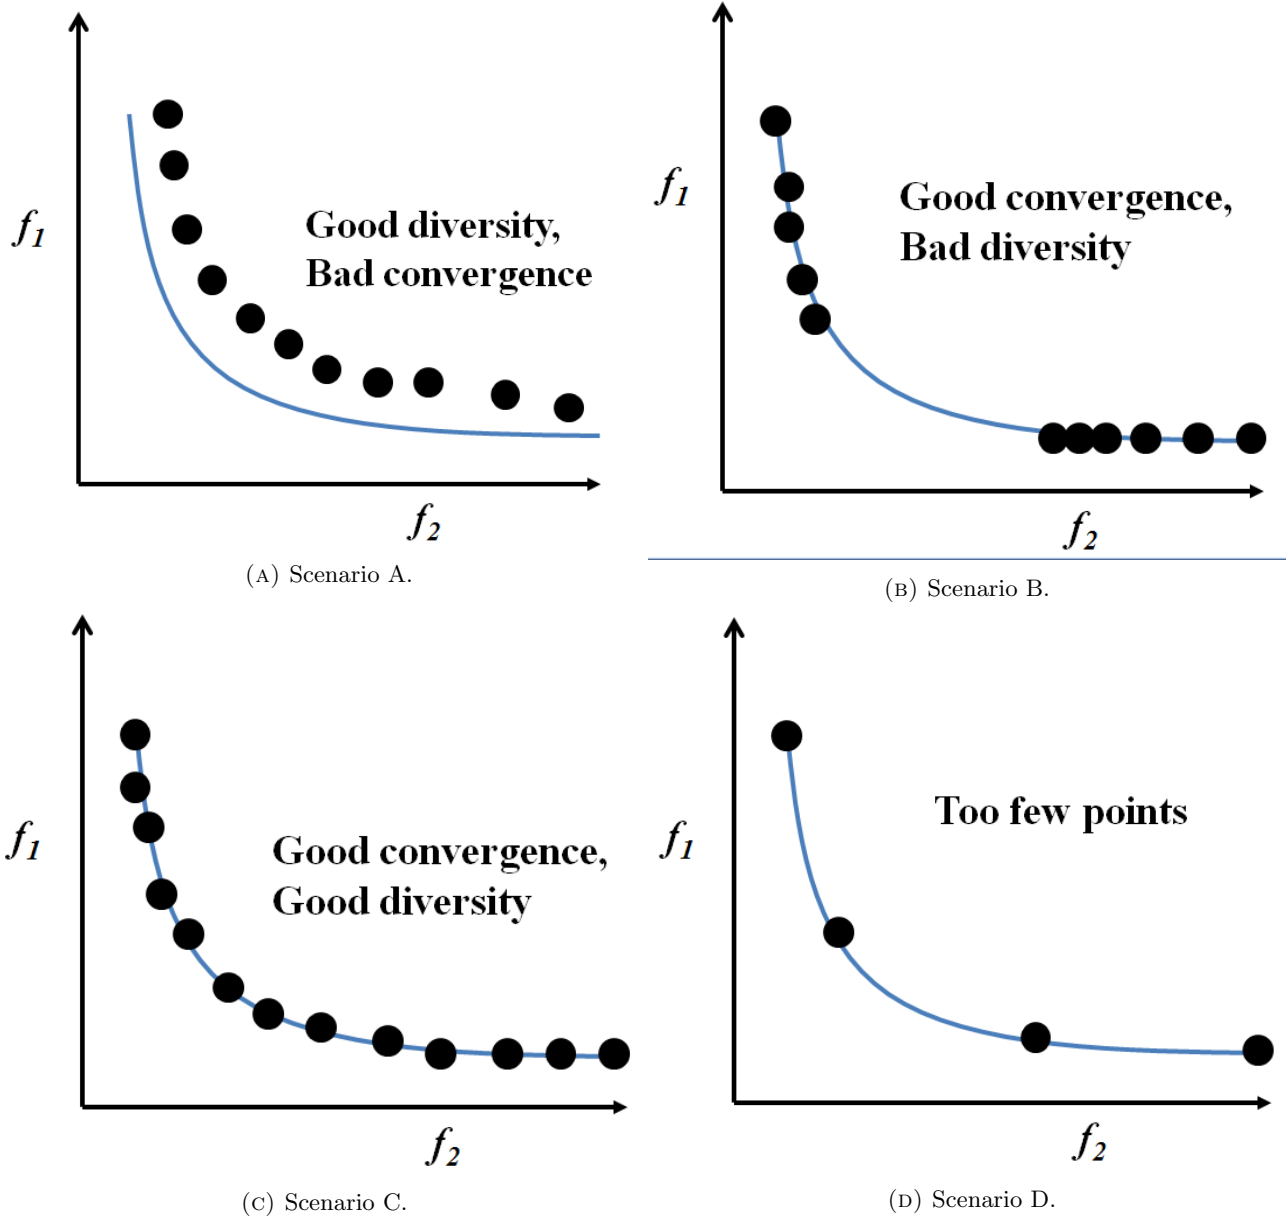 f1
Good diversity,
Bad convergence
f2
(A) Scenario A.
f1
Good convergence,
Bad diversity
f2
(B) Scenario B.
f1
Good convergence,
Good diversity
f2
(C) Scenario C.
f1
Too few points
f2
(D) Scenario D.